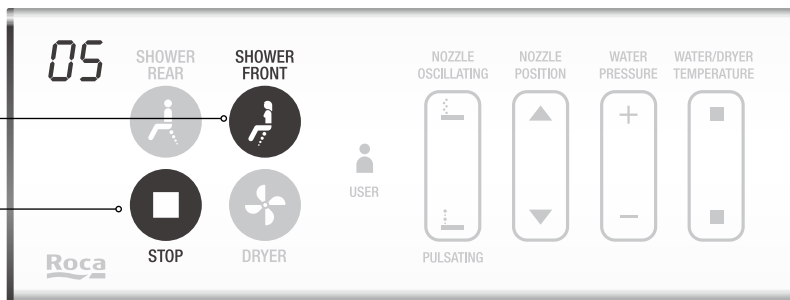 05
SHOWER
REAR
SHOWER
FRONT
NOZZLE
OSCILLATING
NOZZLE
POSITION
WATER
PRESSURE
WATER/DRYER
TEMPERATURE
USER
STOP
DRYER
PULSATING
Roca